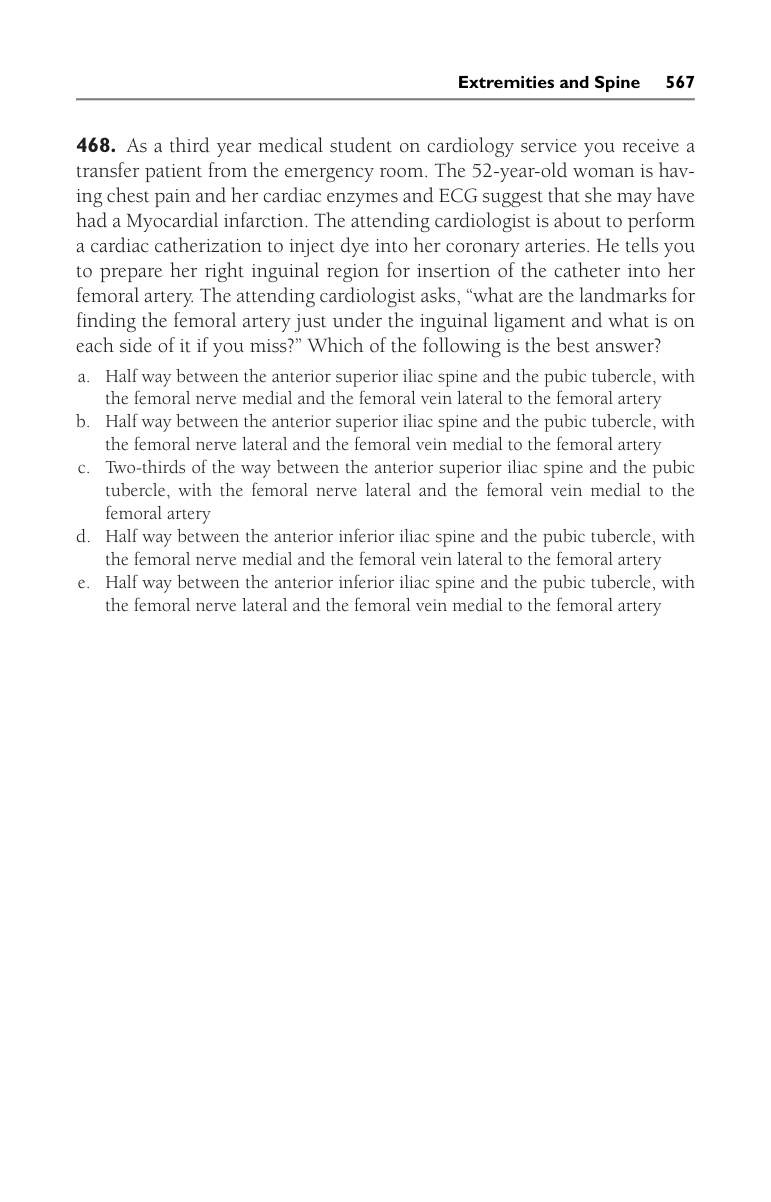 Extremities and Spine 567
468. As a third year medical student on cardiology service you receive a
transfer patient from the emergency room. The 52-year-old woman is hav-
ing chest pain and her cardiac enzymes and ECG suggest that she may have
had a Myocardial infarction. The attending cardiologist is about to perform
a cardiac catherization to inject dye into her coronary arteries. He tells you
to prepare her right inguinal region for insertion of the catheter into her
femoral artery. The attending cardiologist asks, “what are the landmarks for
finding the femoral artery just under the inguinal ligament and what is on
each side of it if you miss?” Which of the following is the best answer?
a. Half way between the anterior superior iliac spine and the pubic tubercle, with
the femoral nerve medial and the femoral vein lateral to the femoral artery
b. Half way between the anterior superior iliac spine and the pubic tubercle, with
the femoral nerve lateral and the femoral vein medial to the femoral artery
c. Two-thirds of the way between the anterior superior iliac spine and the pubic
tubercle, with the femoral nerve lateral and the femoral vein medial to the
femoral artery
d. Half way between the anterior inferior iliac spine and the pubic tubercle, with
the femoral nerve medial and the femoral vein lateral to the femoral artery
e. Half way between the anterior inferior iliac spine and the pubic tubercle, with
the femoral nerve lateral and the femoral vein medial to the femoral artery